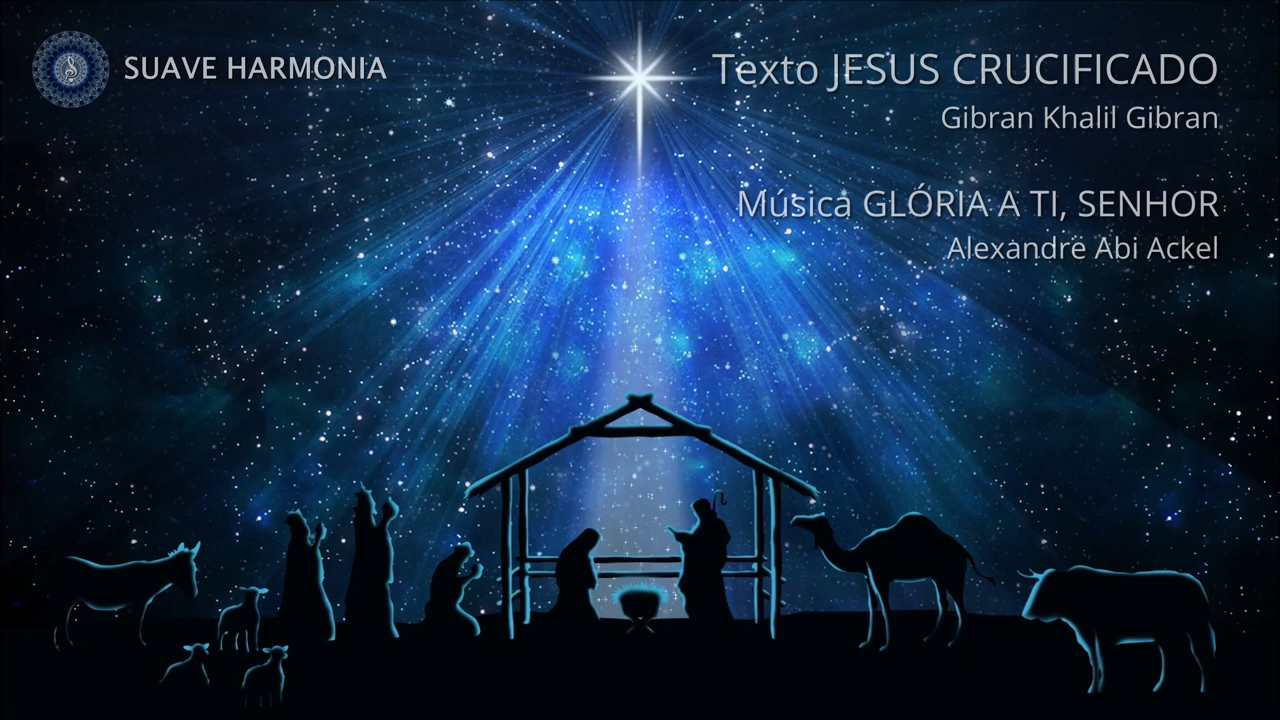 SUAVE HARMONIA
Texto JESUS CRUCIFICADO
Gibran Khalil Gibran
Música GLÓRIA A TI, SENHOR
Alexandre Abi Ackel